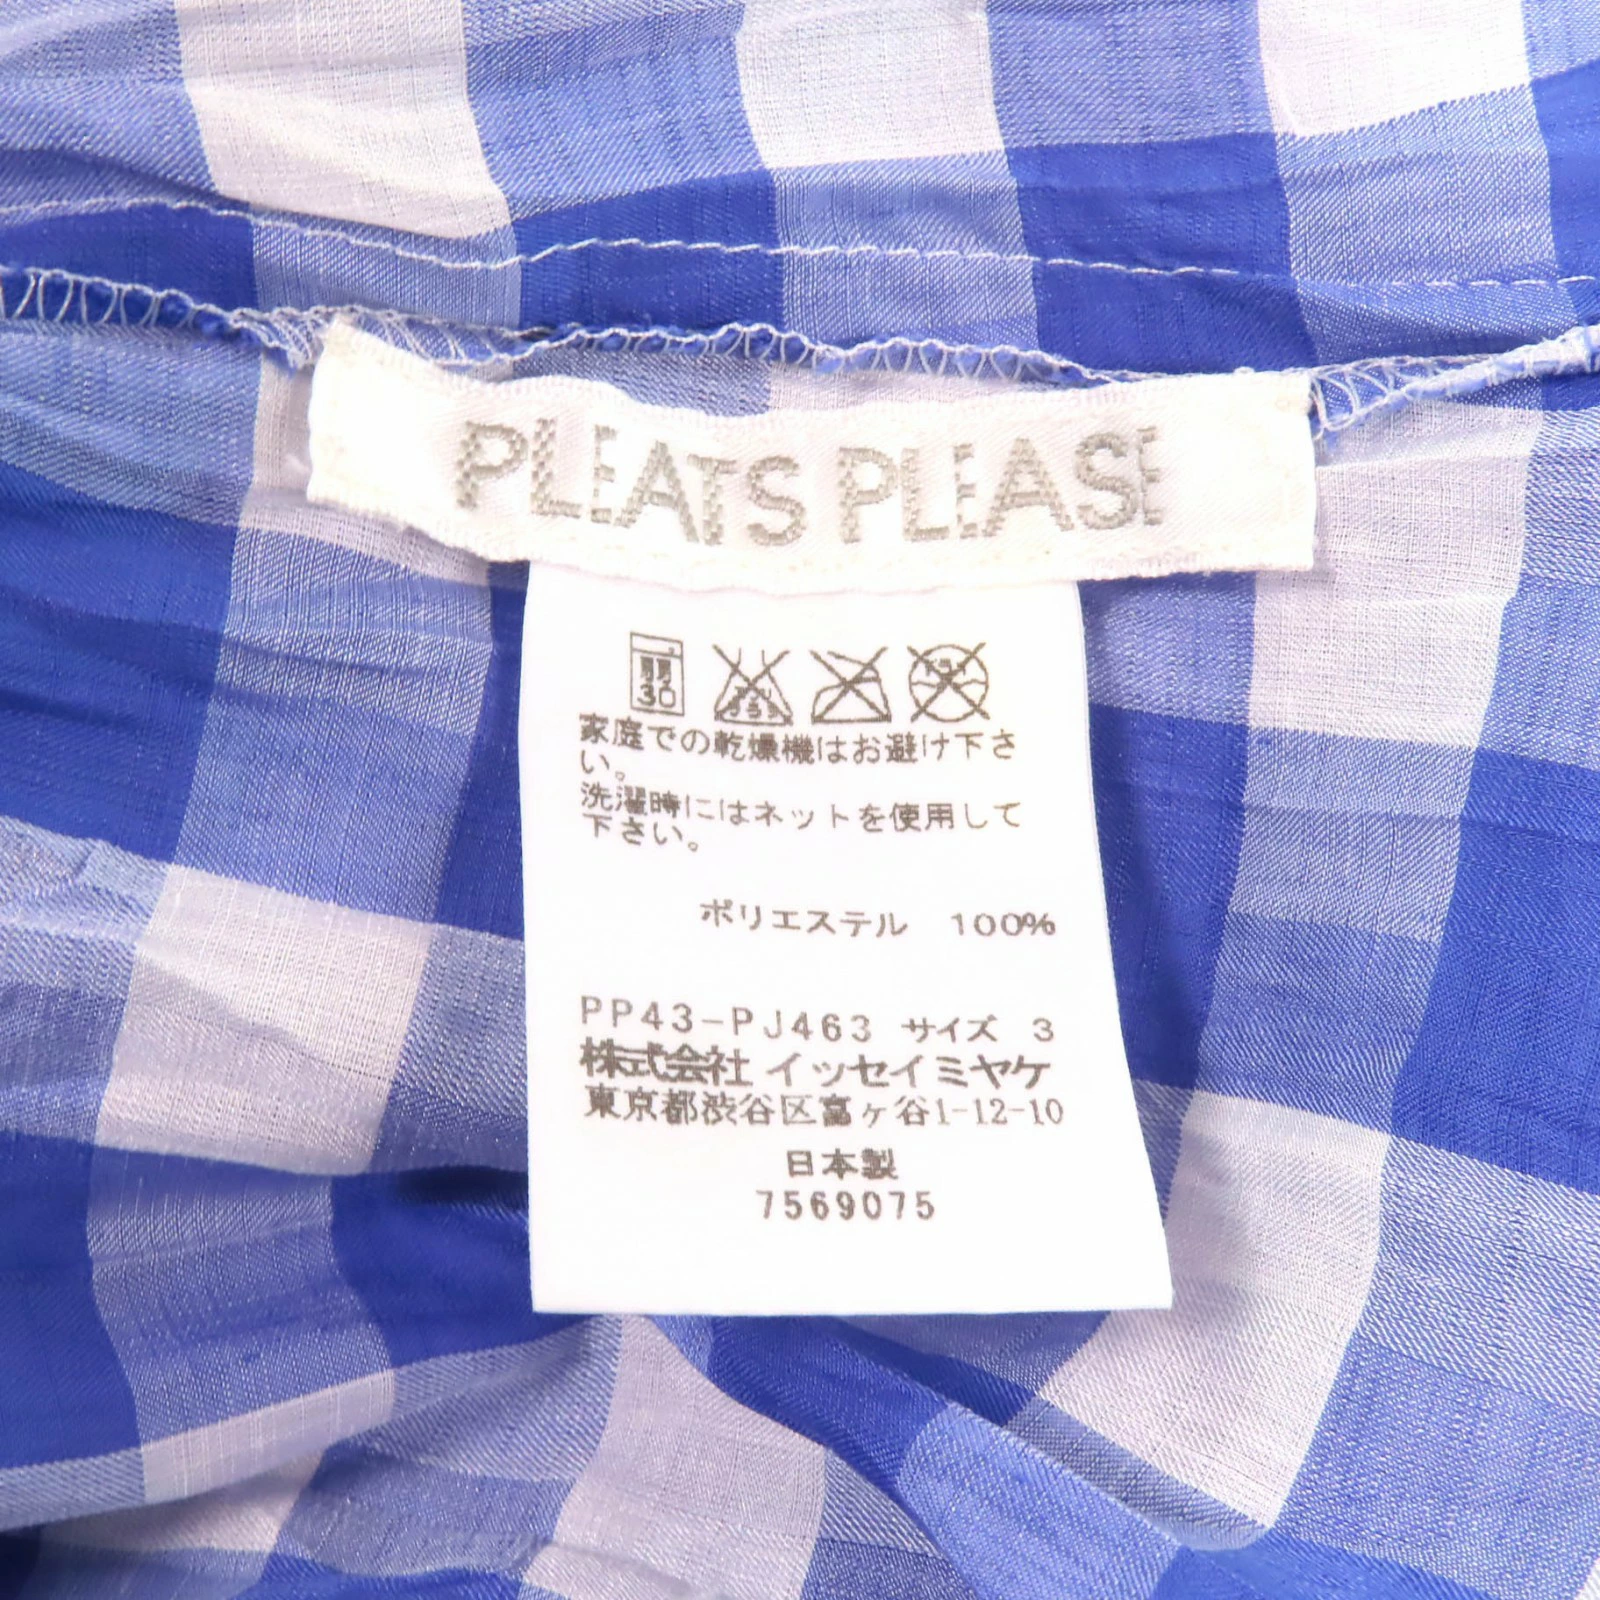 PLEATS PLEASE
弱 30
家庭での乾燥機はお避け下さ
い。
洗濯時にはネットを使用して
下さい。
ポリエステル 100%
PP43-PJ463 サイズ 3
株式会社 イッセイミヤケ
東京都渋谷区富ヶ谷1-12-10
日本製
7569075